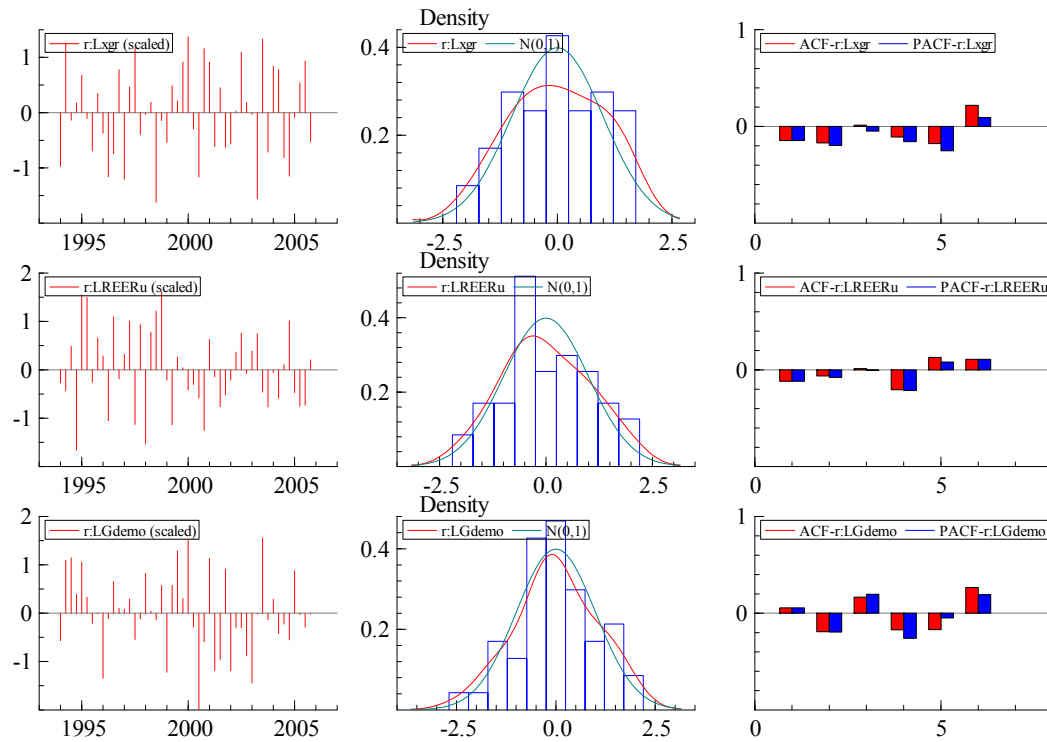 Density
r:Lxgr (scaled)
r:Lxgr N(0,1)
ACF-r:Lxgr PACF-r:Lxgr
1
0
-1
0.4
0.2
1
0
1995 2000 2005
-2.5 0.0 2.5
0 5
Density
r:LREERu (scaled)
r:LREERu N(0,1)
ACF-r:LREERu PACF-r:LREERu
2
1
0
-1
0.4
0.2
1
0
1995 2000 2005
-2.5 0.0 2.5
0 5
Density
r:LGdemo (scaled)
r:LGdemo N(0,1)
ACF-r:LGdemo PACF-r:LGdemo
2
1
0
-1
0.4
0.2
1
0
1995 2000 2005
-2.5 0.0 2.5
0 5